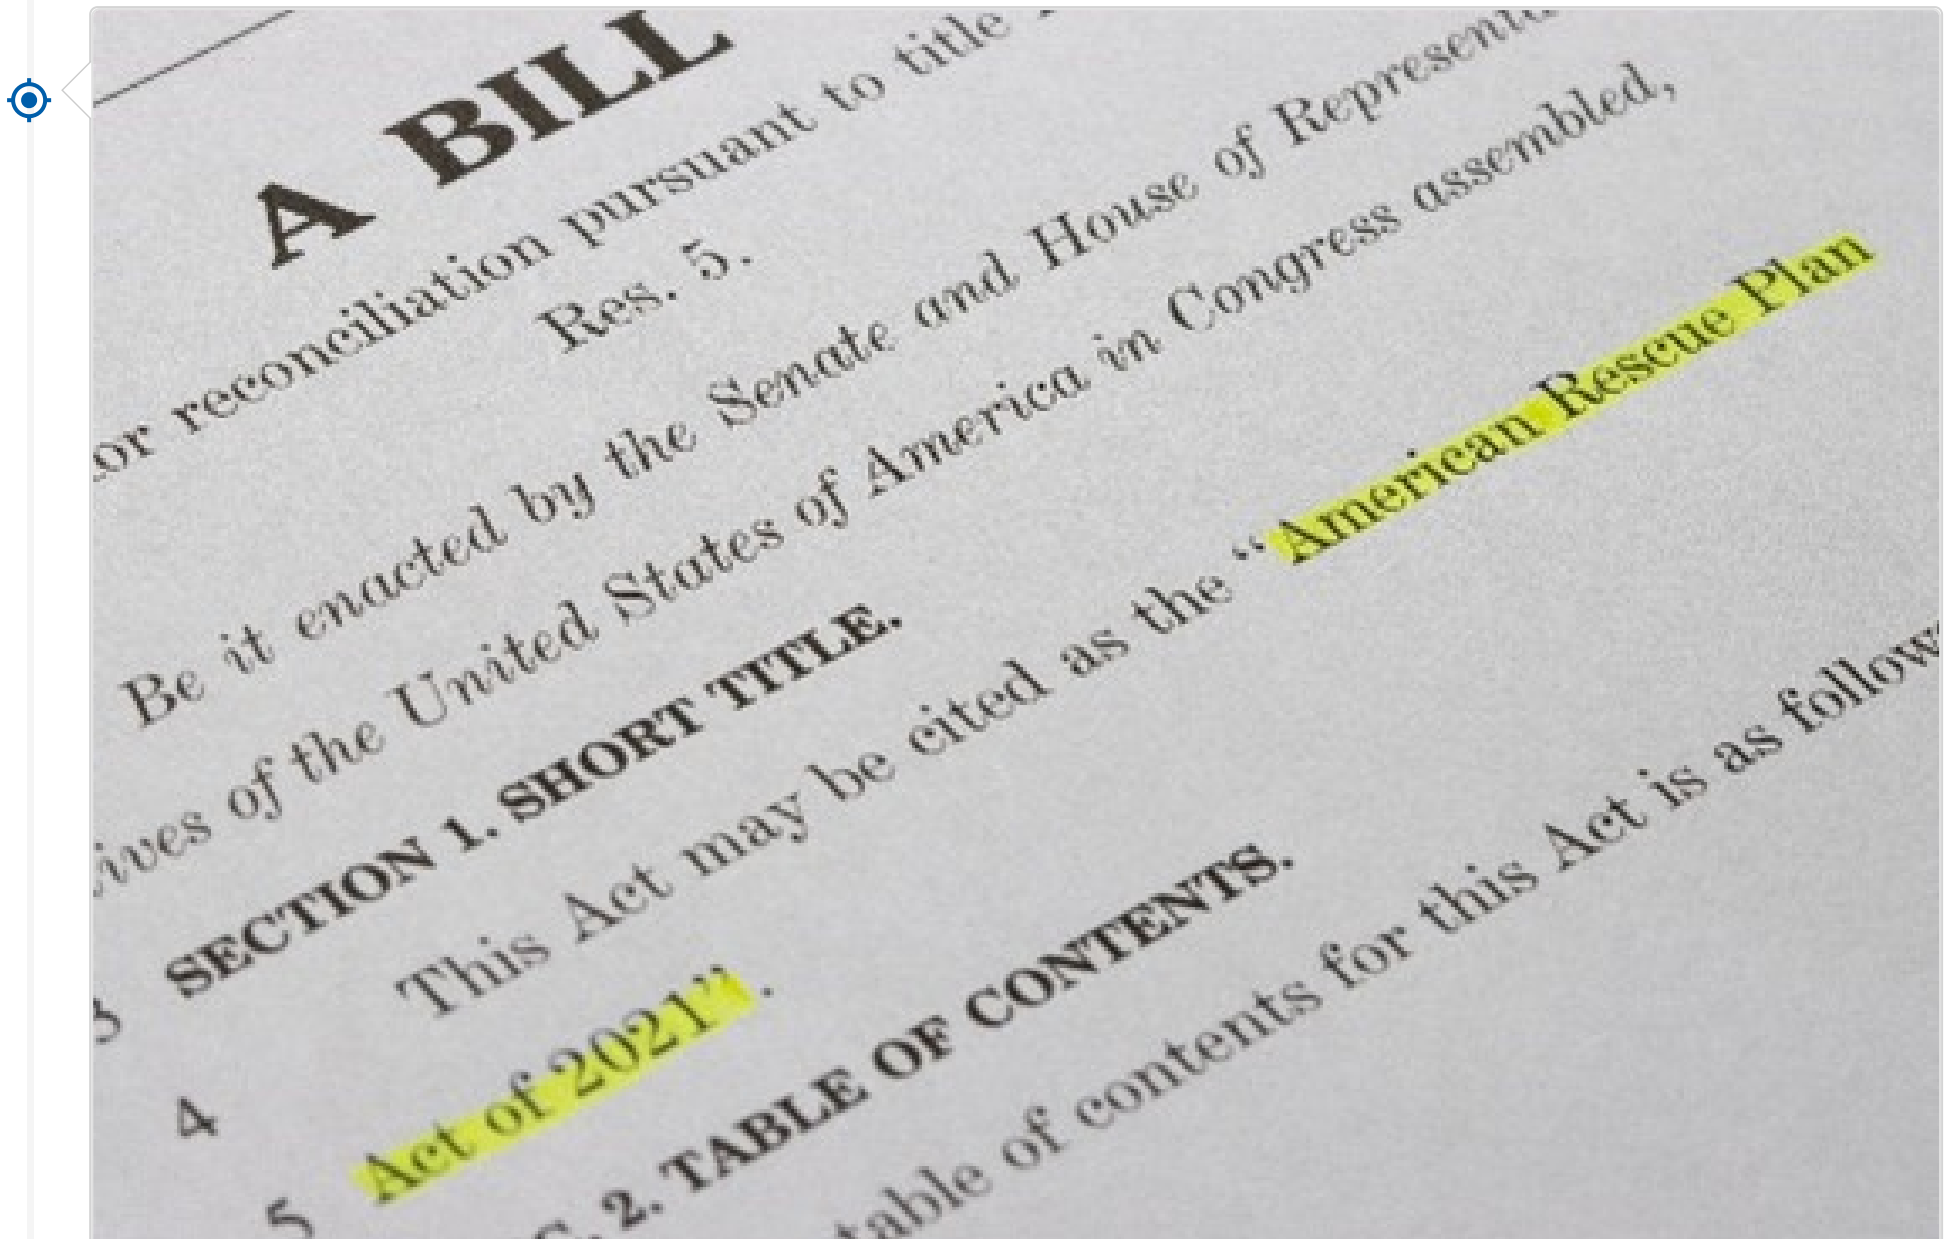 A BILL
or reconciliation pursuant to title
Res. 5.
Be it enacted by the Senate and House of Representa
tives of the United States of America in Congress assembled,
3 SECTION 1. SHORT TITLE.
4 This Act may be cited as the “American Rescue Plan
5 Act of 2021”.
C. 2. TABLE OF CONTENTS.
table of contents for this Act is as follows